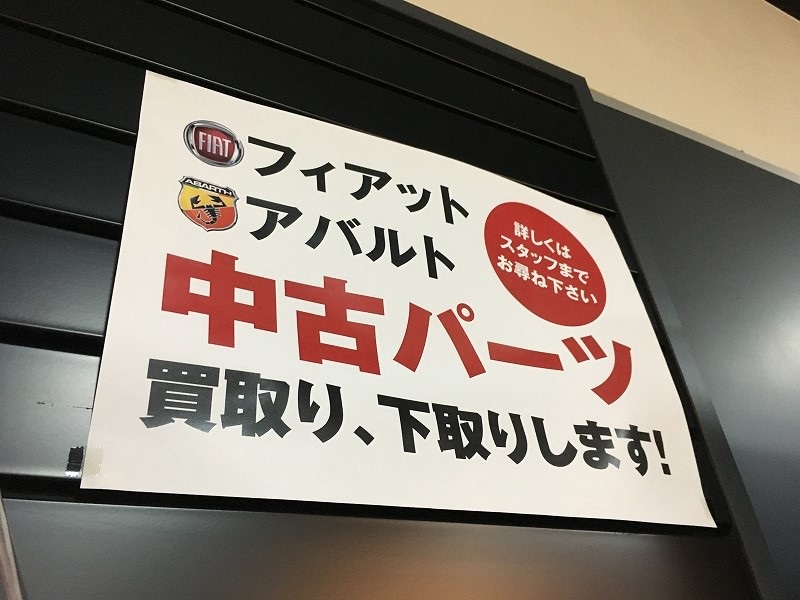 FIAT フィアット
ABARTH アバルト
詳しくは
スタッフまで
お尋ね下さい
中古パーツ
買取り、下取りします!